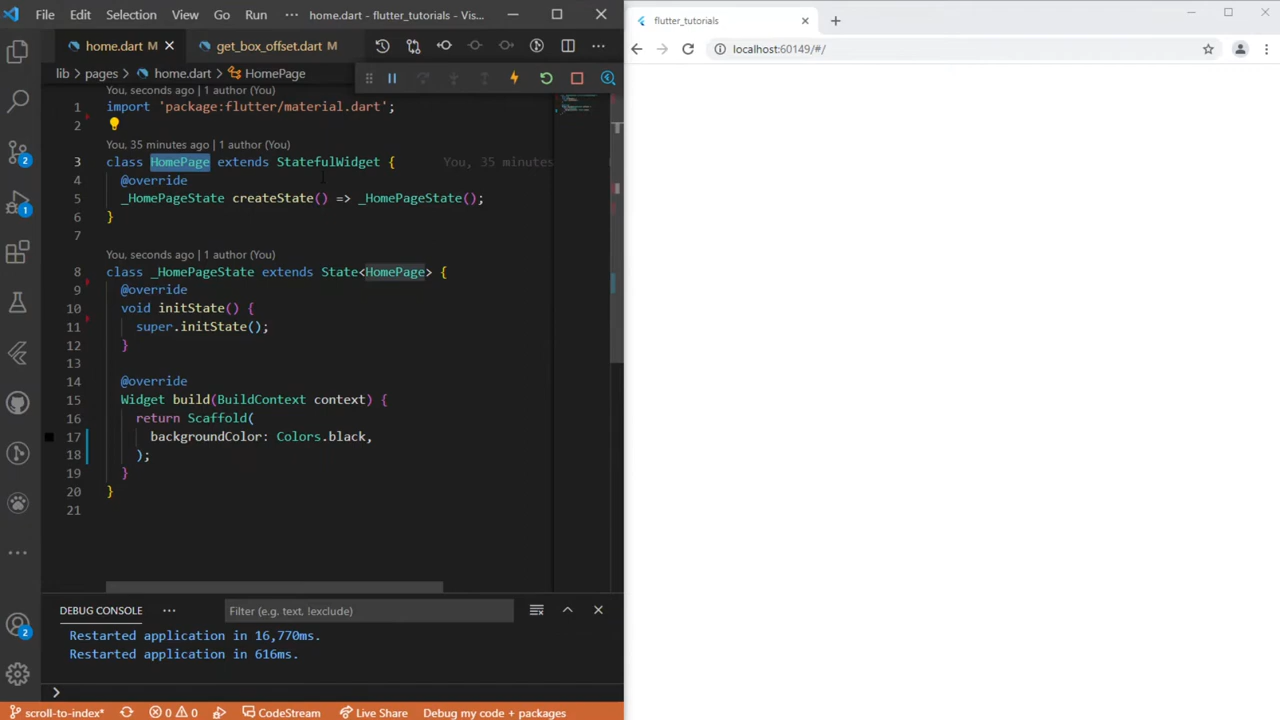 File Edit Selection View Go Run ··· home.dart - flutter_tutorials - Vis...
home.dart M get_box_offset.dart M
lib > pages > home.dart > HomePage
You, seconds ago | 1 author (You)
1 import 'package:flutter/material.dart';
2
You, 35 minutes ago | 1 author (You)
3 class HomePage extends StatefulWidget { You, 35 minutes
4 @override
5 _HomePageState createState() => _HomePageState();
6 }
7
You, seconds ago | 1 author (You)
8 class _HomePageState extends State<HomePage> {
9 @override
10 void initState() {
11 super.initState();
12 }
13
14 @override
15 Widget build(BuildContext context) {
16 return Scaffold(
17 backgroundColor: Colors.black,
18 );
19 }
20 }
21
2
1
2
DEBUG CONSOLE ··· Filter (e.g. text, !exclude)
Restarted application in 16,770ms.
Restarted application in 616ms.
>
scroll-to-index* 0 0 CodeStream Live Share Debug my code + packages
flutter_tutorials
localhost:60149/#/